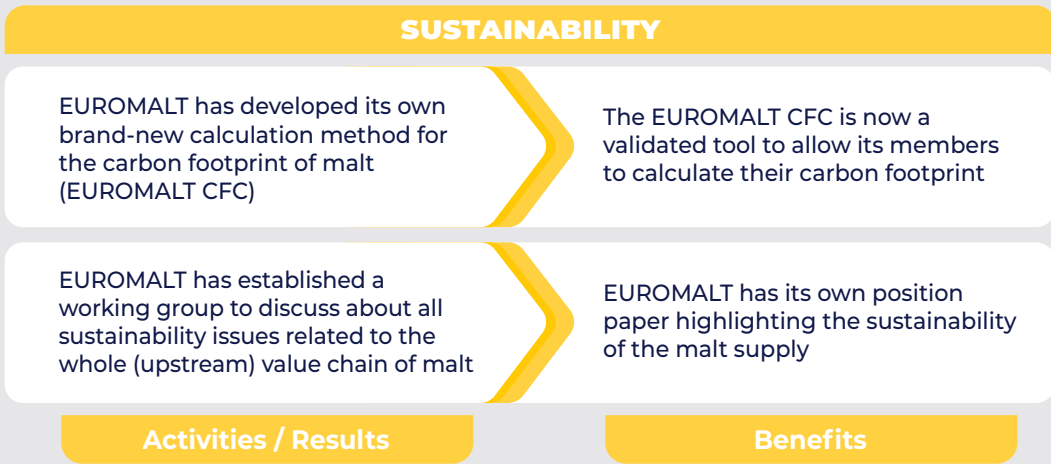 SUSTAINABILITY
EUROMALT has developed its own
brand-new calculation method for
the carbon footprint of malt
(EUROMALT CFC)
The EUROMALT CFC is now a
validated tool to allow its members
to calculate their carbon footprint
EUROMALT has established a
working group to discuss about all
sustainability issues related to the
whole (upstream) value chain of malt
EUROMALT has its own position
paper highlighting the sustainability
of the malt supply
Activities / Results
Benefits